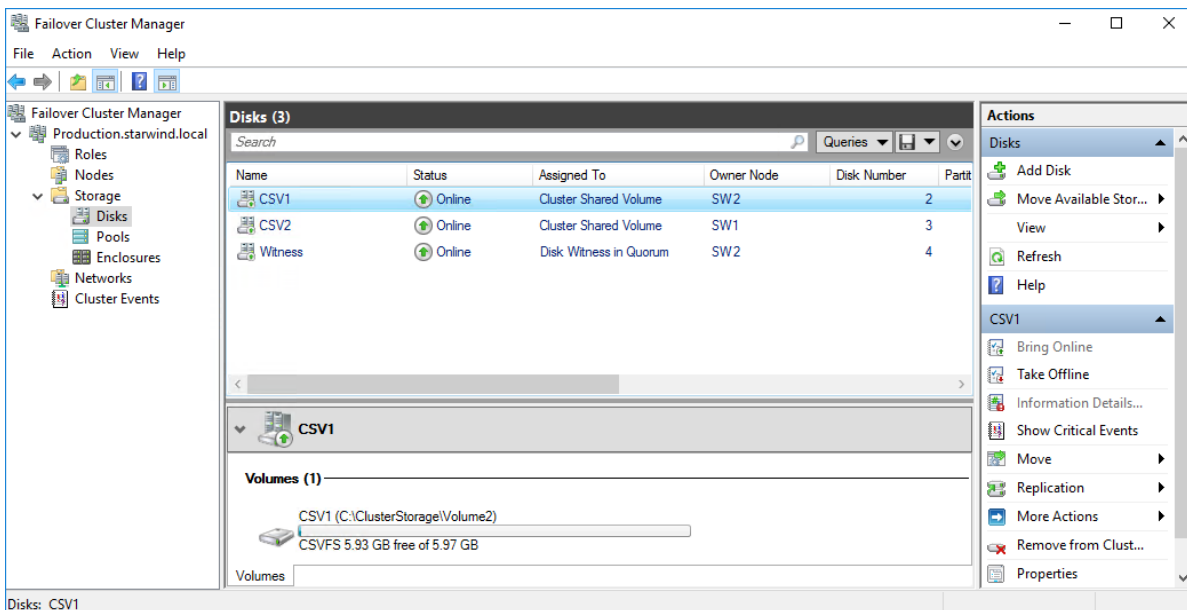 Failover Cluster Manager
File Action View Help
Failover Cluster Manager
Production.starwind.local
Roles
Nodes
Storage
Disks
Pools
Enclosures
Networks
Cluster Events
Disks (3)
Search
Queries
Name Status Assigned To Owner Node Disk Number Partit
CSV1 Online Cluster Shared Volume SW2 2
CSV2 Online Cluster Shared Volume SW1 3
Witness Online Disk Witness in Quorum SW2 4
CSV1
Volumes (1)
CSV1 (C:\ClusterStorage\Volume2)
CSVFS 5.93 GB free of 5.97 GB
Volumes
Actions
Disks
Add Disk
Move Available Stor...
View
Refresh
Help
CSV1
Bring Online
Take Offline
Information Details...
Show Critical Events
Move
Replication
More Actions
Remove from Clust...
Properties
Disks: CSV1